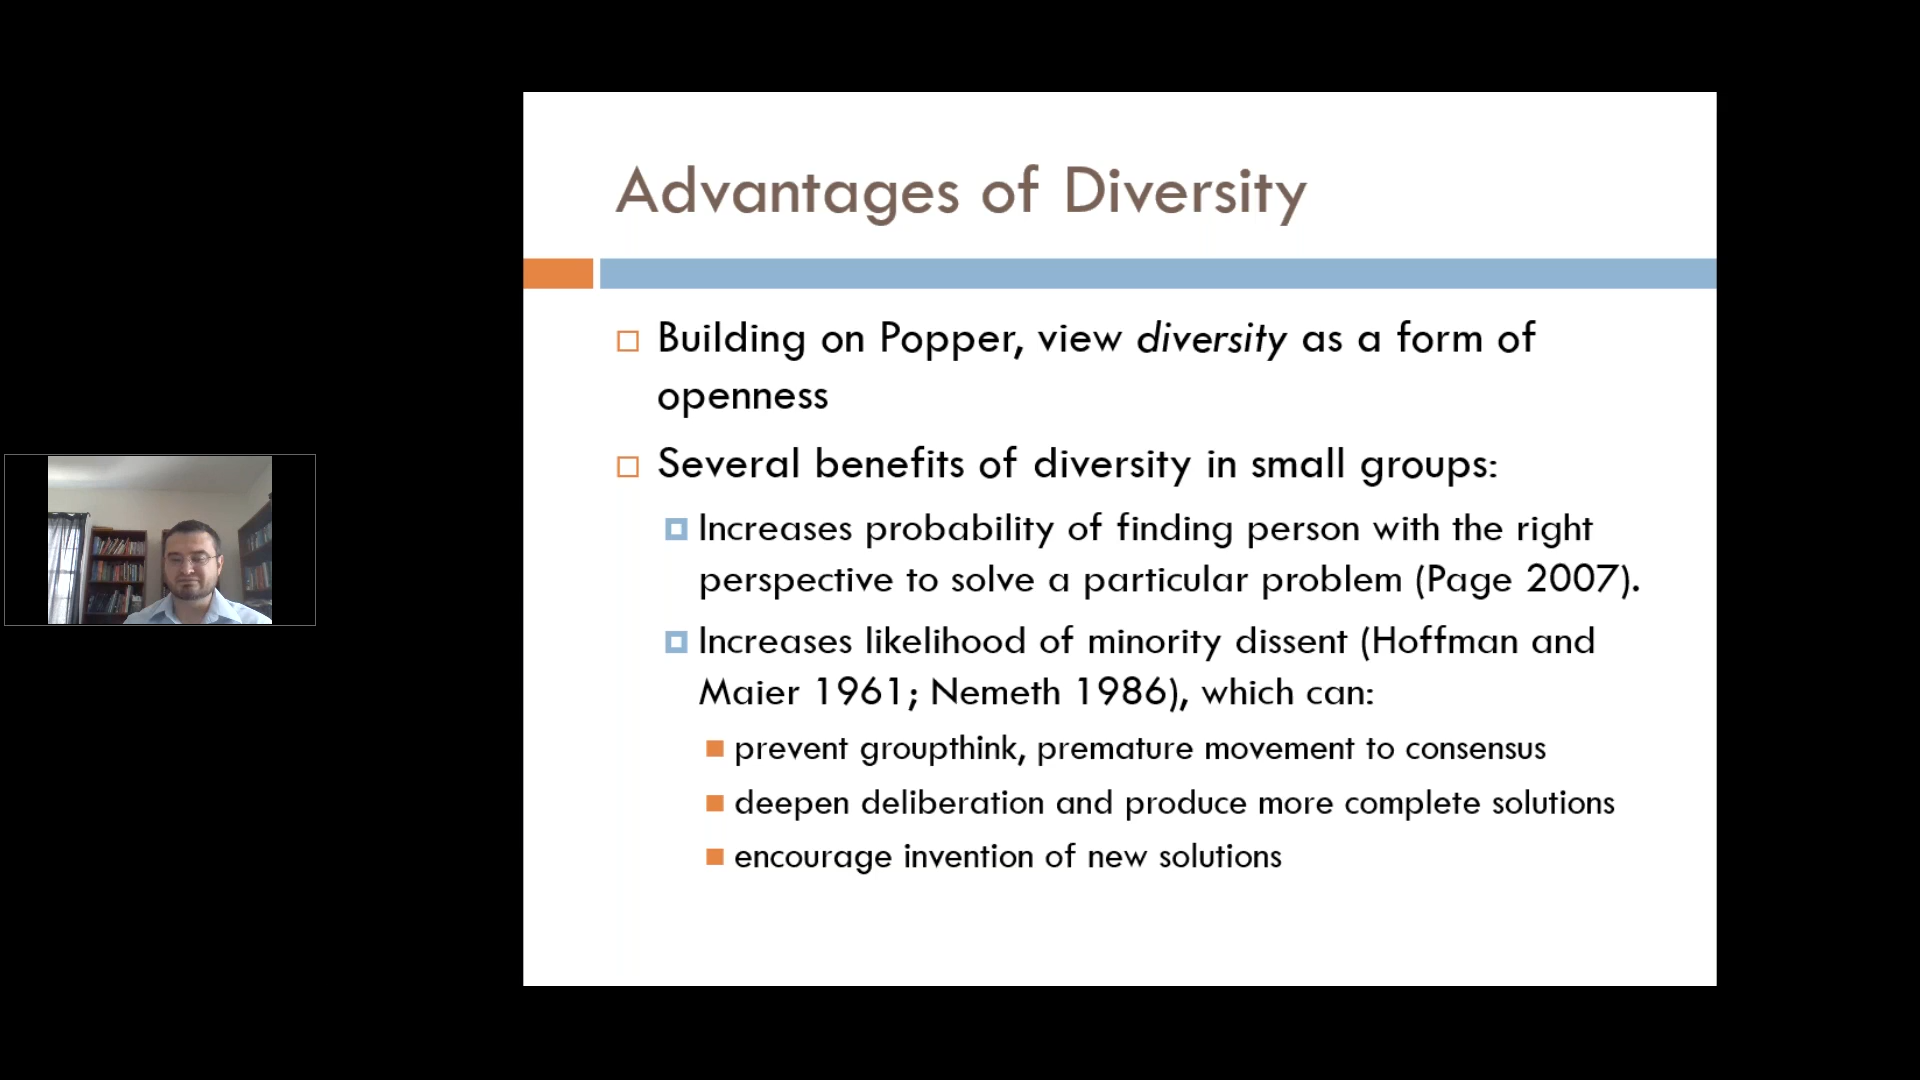 Advantages of Diversity
Building on Popper, view diversity as a form of
openness
Several benefits of diversity in small groups:
Increases probability of finding person with the right
perspective to solve a particular problem (Page 2007).
Increases likelihood of minority dissent (Hoffman and
Maier 1961; Nemeth 1986), which can:
prevent groupthink, premature movement to consensus
deepen deliberation and produce more complete solutions
encourage invention of new solutions